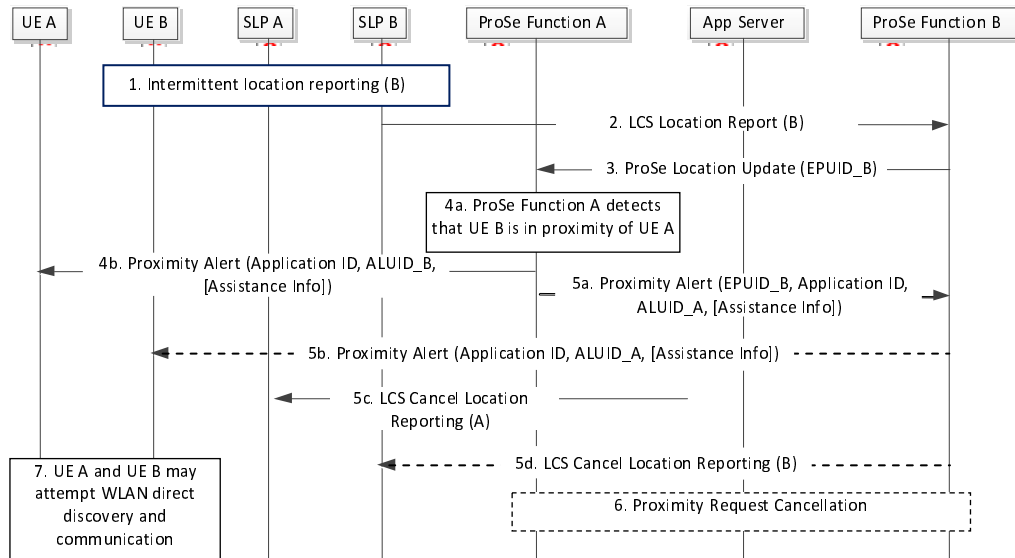 UE A
UE B
SLP A
SLP B
ProSe Function A
App Server
ProSe Function B
1. Intermittent location reporting (B)
2. LCS Location Report (B)
3. ProSe Location Update (EPUID_B)
4a. ProSe Function A detects
that UE B is in proximity of UE A
4b. Proximity Alert (Application ID, ALUID_B,
[Assistance Info])
5a. Proximity Alert (EPUID_B, Application ID,
ALUID_A, [Assistance Info])
5b. Proximity Alert (Application ID, ALUID_A, [Assistance Info])
5c. LCS Cancel Location
Reporting (A)
5d. LCS Cancel Location Reporting (B)
7. UE A and UE B may
attempt WLAN direct
discovery and
communication
6. Proximity Request Cancellation